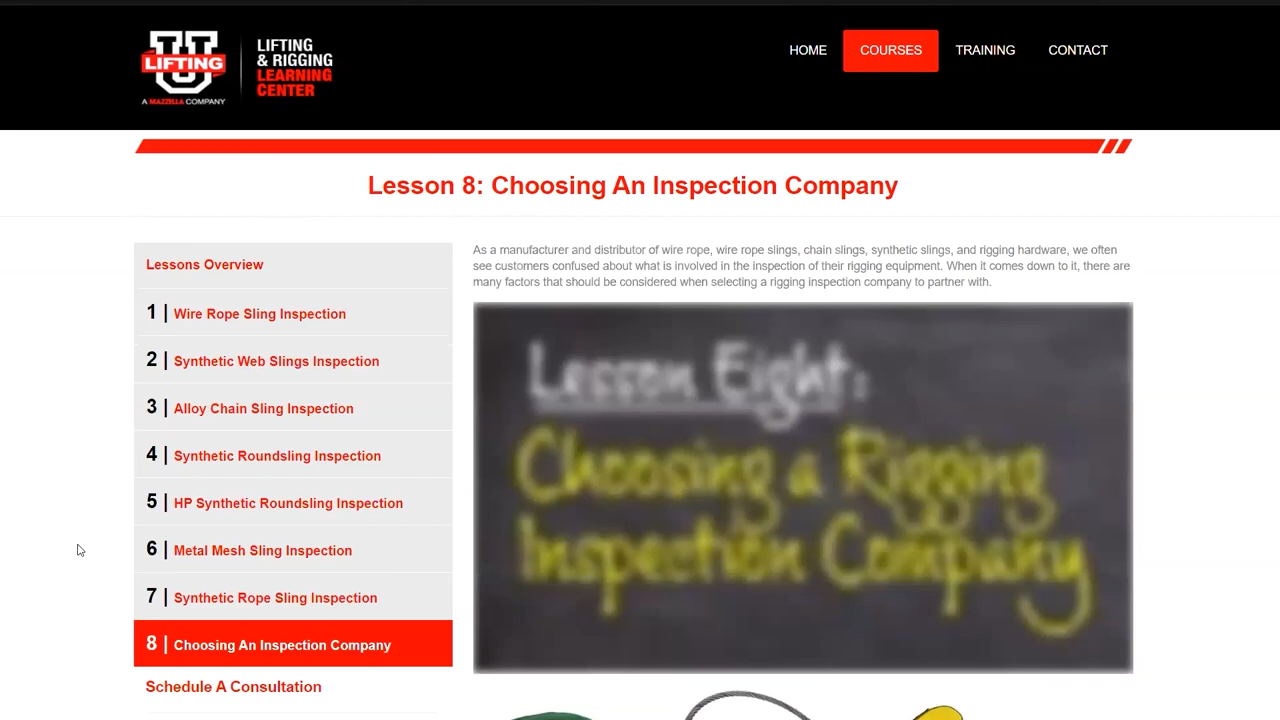 LIFTING
A MAZZELLA COMPANY
LIFTING
& RIGGING
LEARNING
CENTER
HOME
COURSES
TRAINING
CONTACT
Lesson 8: Choosing An Inspection Company
Lessons Overview
1 | Wire Rope Sling Inspection
2 | Synthetic Web Slings Inspection
3 | Alloy Chain Sling Inspection
4 | Synthetic Roundsling Inspection
5 | HP Synthetic Roundsling Inspection
6 | Metal Mesh Sling Inspection
7 | Synthetic Rope Sling Inspection
8 | Choosing An Inspection Company
Schedule A Consultation
As a manufacturer and distributor of wire rope, wire rope slings, chain slings, synthetic slings, and rigging hardware, we often
see customers confused about what is involved in the inspection of their rigging equipment. When it comes down to it, there are
many factors that should be considered when selecting a rigging inspection company to partner with.
Lesson Eight:
Choosing a Rigging
Inspection Company